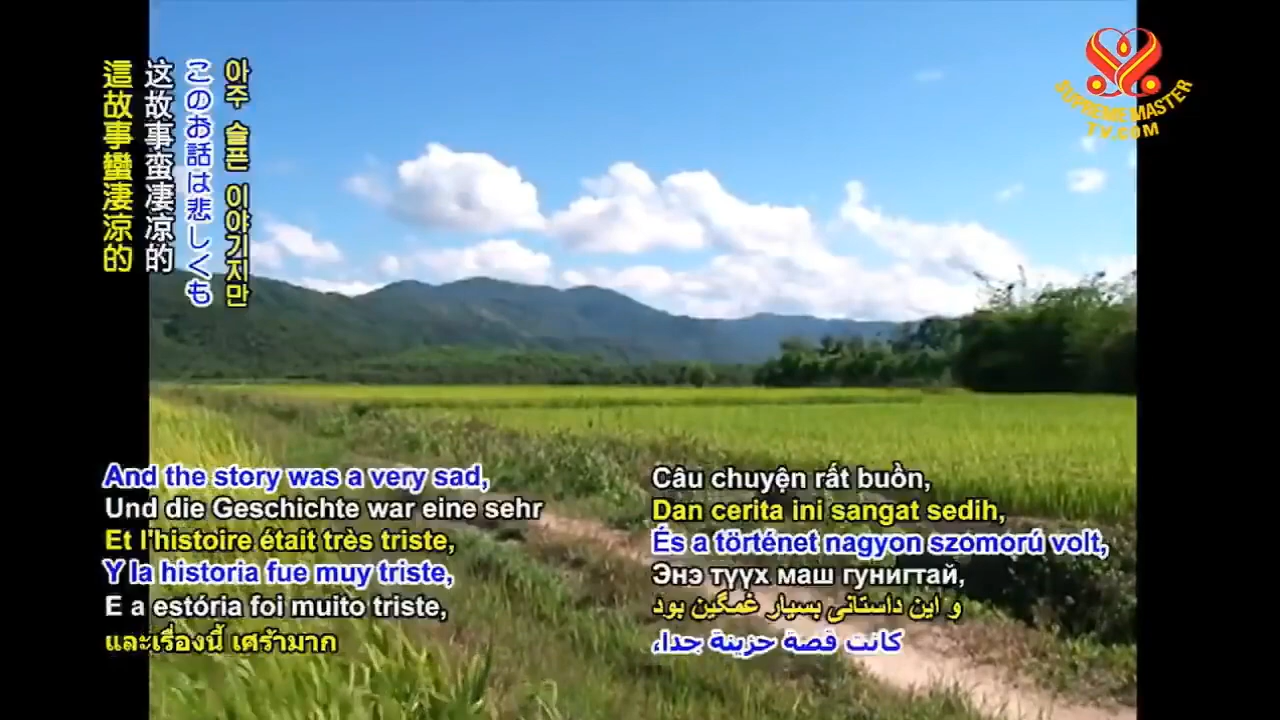 這故事蠻淒涼的
这故事蛮凄凉的
このお話は悲しくも
아주 슬픈 이야기지만
SUPREME MASTER
TV.COM
And the story was a very sad,
Und die Geschichte war eine sehr
Et l'histoire était très triste,
Y la historia fue muy triste,
E a estória foi muito triste,
และเรื่องนี้ เศร้ามาก
Câu chuyện rất buồn,
Dan cerita ini sangat sedih,
És a történet nagyon szomorú volt,
Энэ түүх маш гунигтай,
و این داستانی بسیار غمگین بود
كانت قصة حزينة جدا،